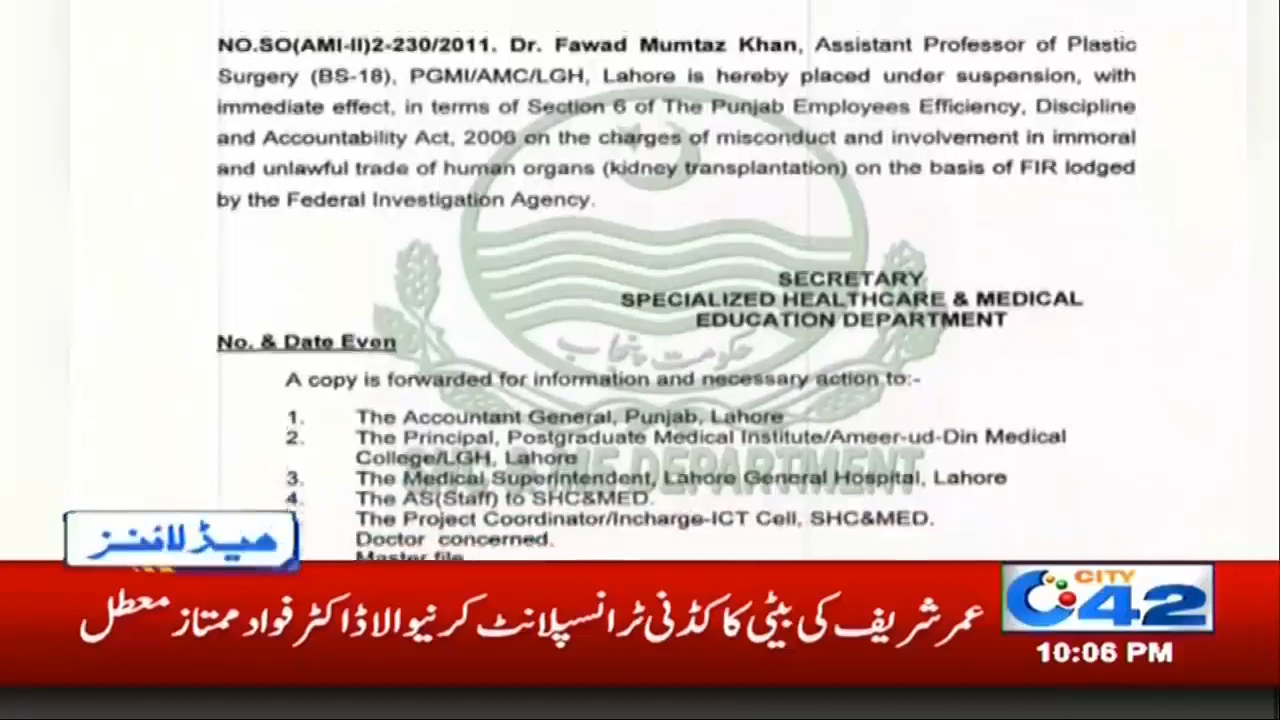 NO.SO(AMI-II)2-230/2011. Dr. Fawad Mumtaz Khan, Assistant Professor of Plastic
Surgery (BS-18), PGMI/AMC/LGH, Lahore is hereby placed under suspension, with
immediate effect, in terms of Section 6 of The Punjab Employees Efficiency, Discipline
and Accountability Act, 2006 on the charges of misconduct and involvement in immoral
and unlawful trade of human organs (kidney transplantation) on the basis of FIR lodged
by the Federal Investigation Agency.
SECRETARY
SPECIALIZED HEALTHCARE & MEDICAL
EDUCATION DEPARTMENT
حکومت پنجاب
No. & Date Even
A copy is forwarded for information and necessary action to:-
1. The Accountant General, Punjab, Lahore
2. The Principal, Postgraduate Medical Institute/Ameer-ud-Din Medical
College/LGH, Lahore
DEPARTMENT
3. The Medical Superintendent, Lahore General Hospital, Lahore
4. The AS(Staff) to SHC&MED.
The Project Coordinator/Incharge-ICT Cell, SHC&MED.
Doctor concerned.
Master file
ہیڈلائنز
CITY
42
عمر شریف کی بیٹی کا کڈنی ٹرانسپلانٹ کرنیوالا ڈاکٹر فواد ممتاز معطل
10:06 PM